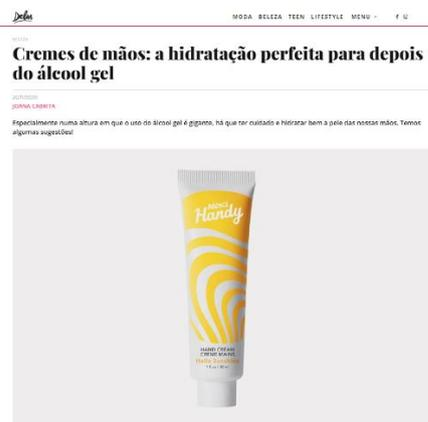 MODA BELEZA TEEN LIFESTYLE MENU
Cremes de mãos: a hidratação perfeita para depois
do álcool gel
JOANA CABRITA
Especialmente numa altura em que o uso do álcool gel é gigante, há que ter cuidado e hidratar bem a pele das nossas mãos. Temos
algumas sugestões!
Merci
Handy
HAND CREAM
CRÈME MAINS
Hello Sunshine